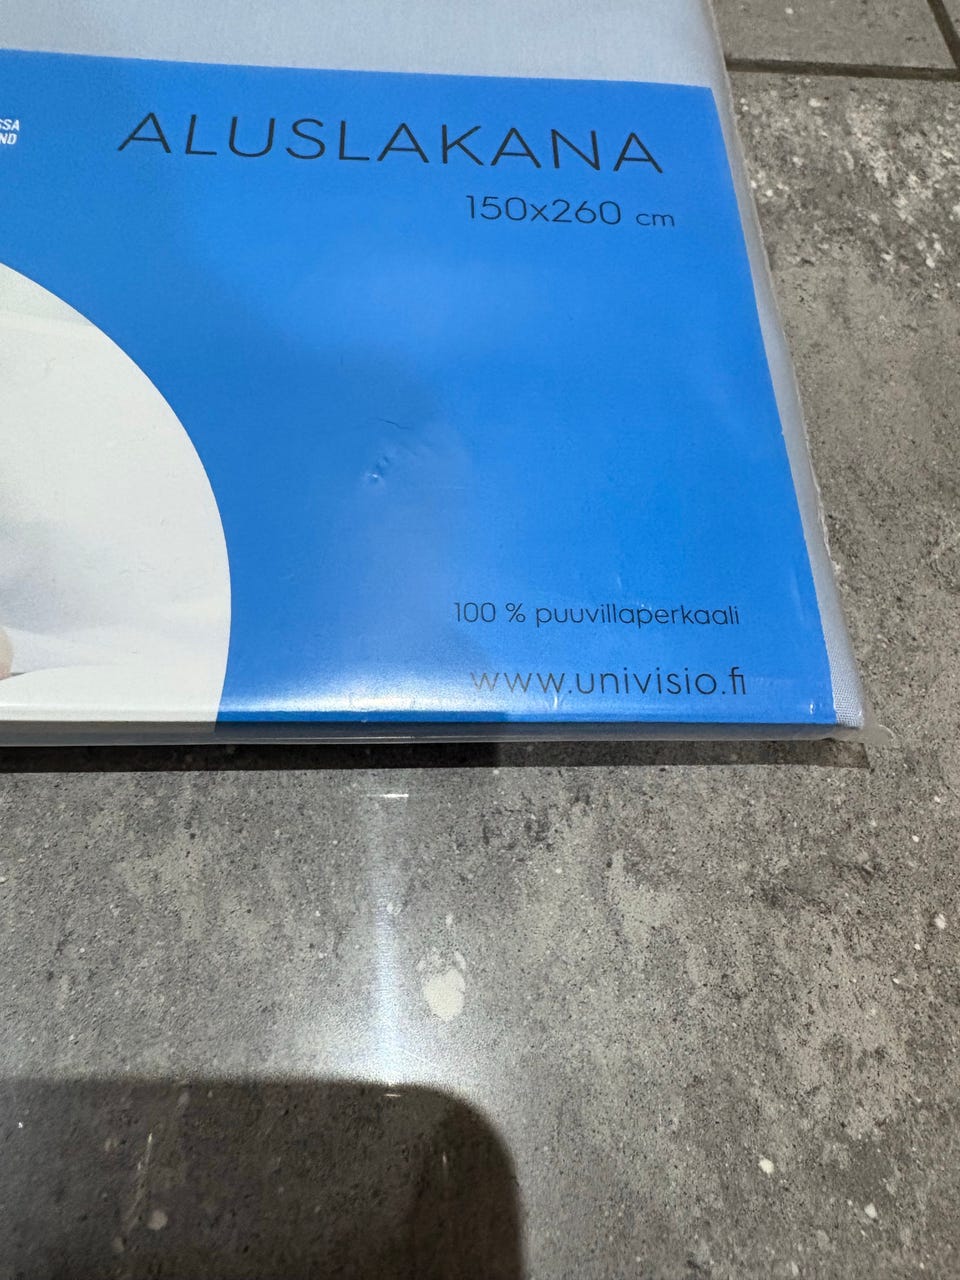 ALUSLAKANA
150x260 cm
100 % puuvillaperkaali
www.univisio.fi